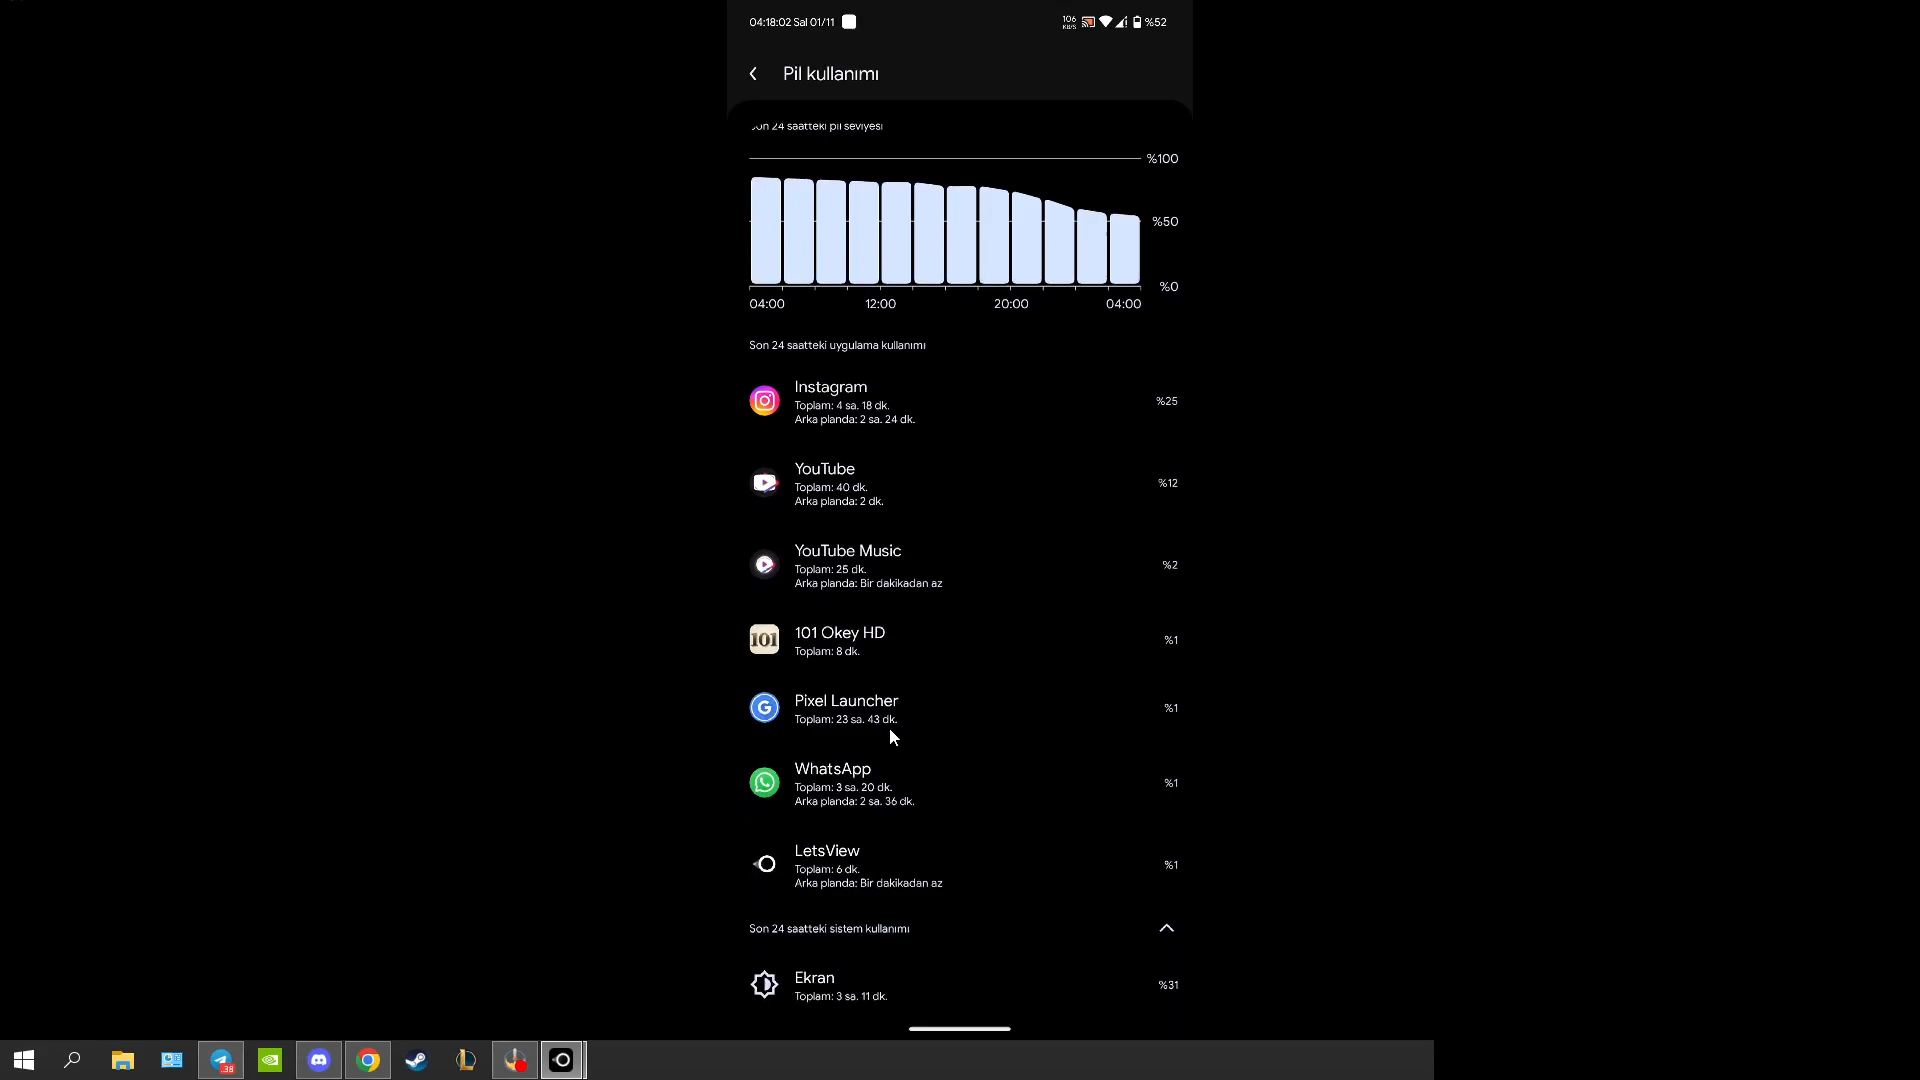 04:18:02 Sal 01/11
106
KB/S
%52
Pil kullanımı
Son 24 saatteki pil seviyesi
%100
%50
%0
04:00 12:00 20:00 04:00
Son 24 saatteki uygulama kullanımı
Instagram
Toplam: 4 sa. 18 dk.
Arka planda: 2 sa. 24 dk.
%25
YouTube
Toplam: 40 dk.
Arka planda: 2 dk.
%12
YouTube Music
Toplam: 25 dk.
Arka planda: Bir dakikadan az
%2
101
101 Okey HD
Toplam: 8 dk.
%1
G
Pixel Launcher
Toplam: 23 sa. 43 dk.
%1
WhatsApp
Toplam: 3 sa. 20 dk.
Arka planda: 2 sa. 36 dk.
%1
LetsView
Toplam: 6 dk.
Arka planda: Bir dakikadan az
%1
Son 24 saatteki sistem kullanımı
Ekran
Toplam: 3 sa. 11 dk.
%31
38